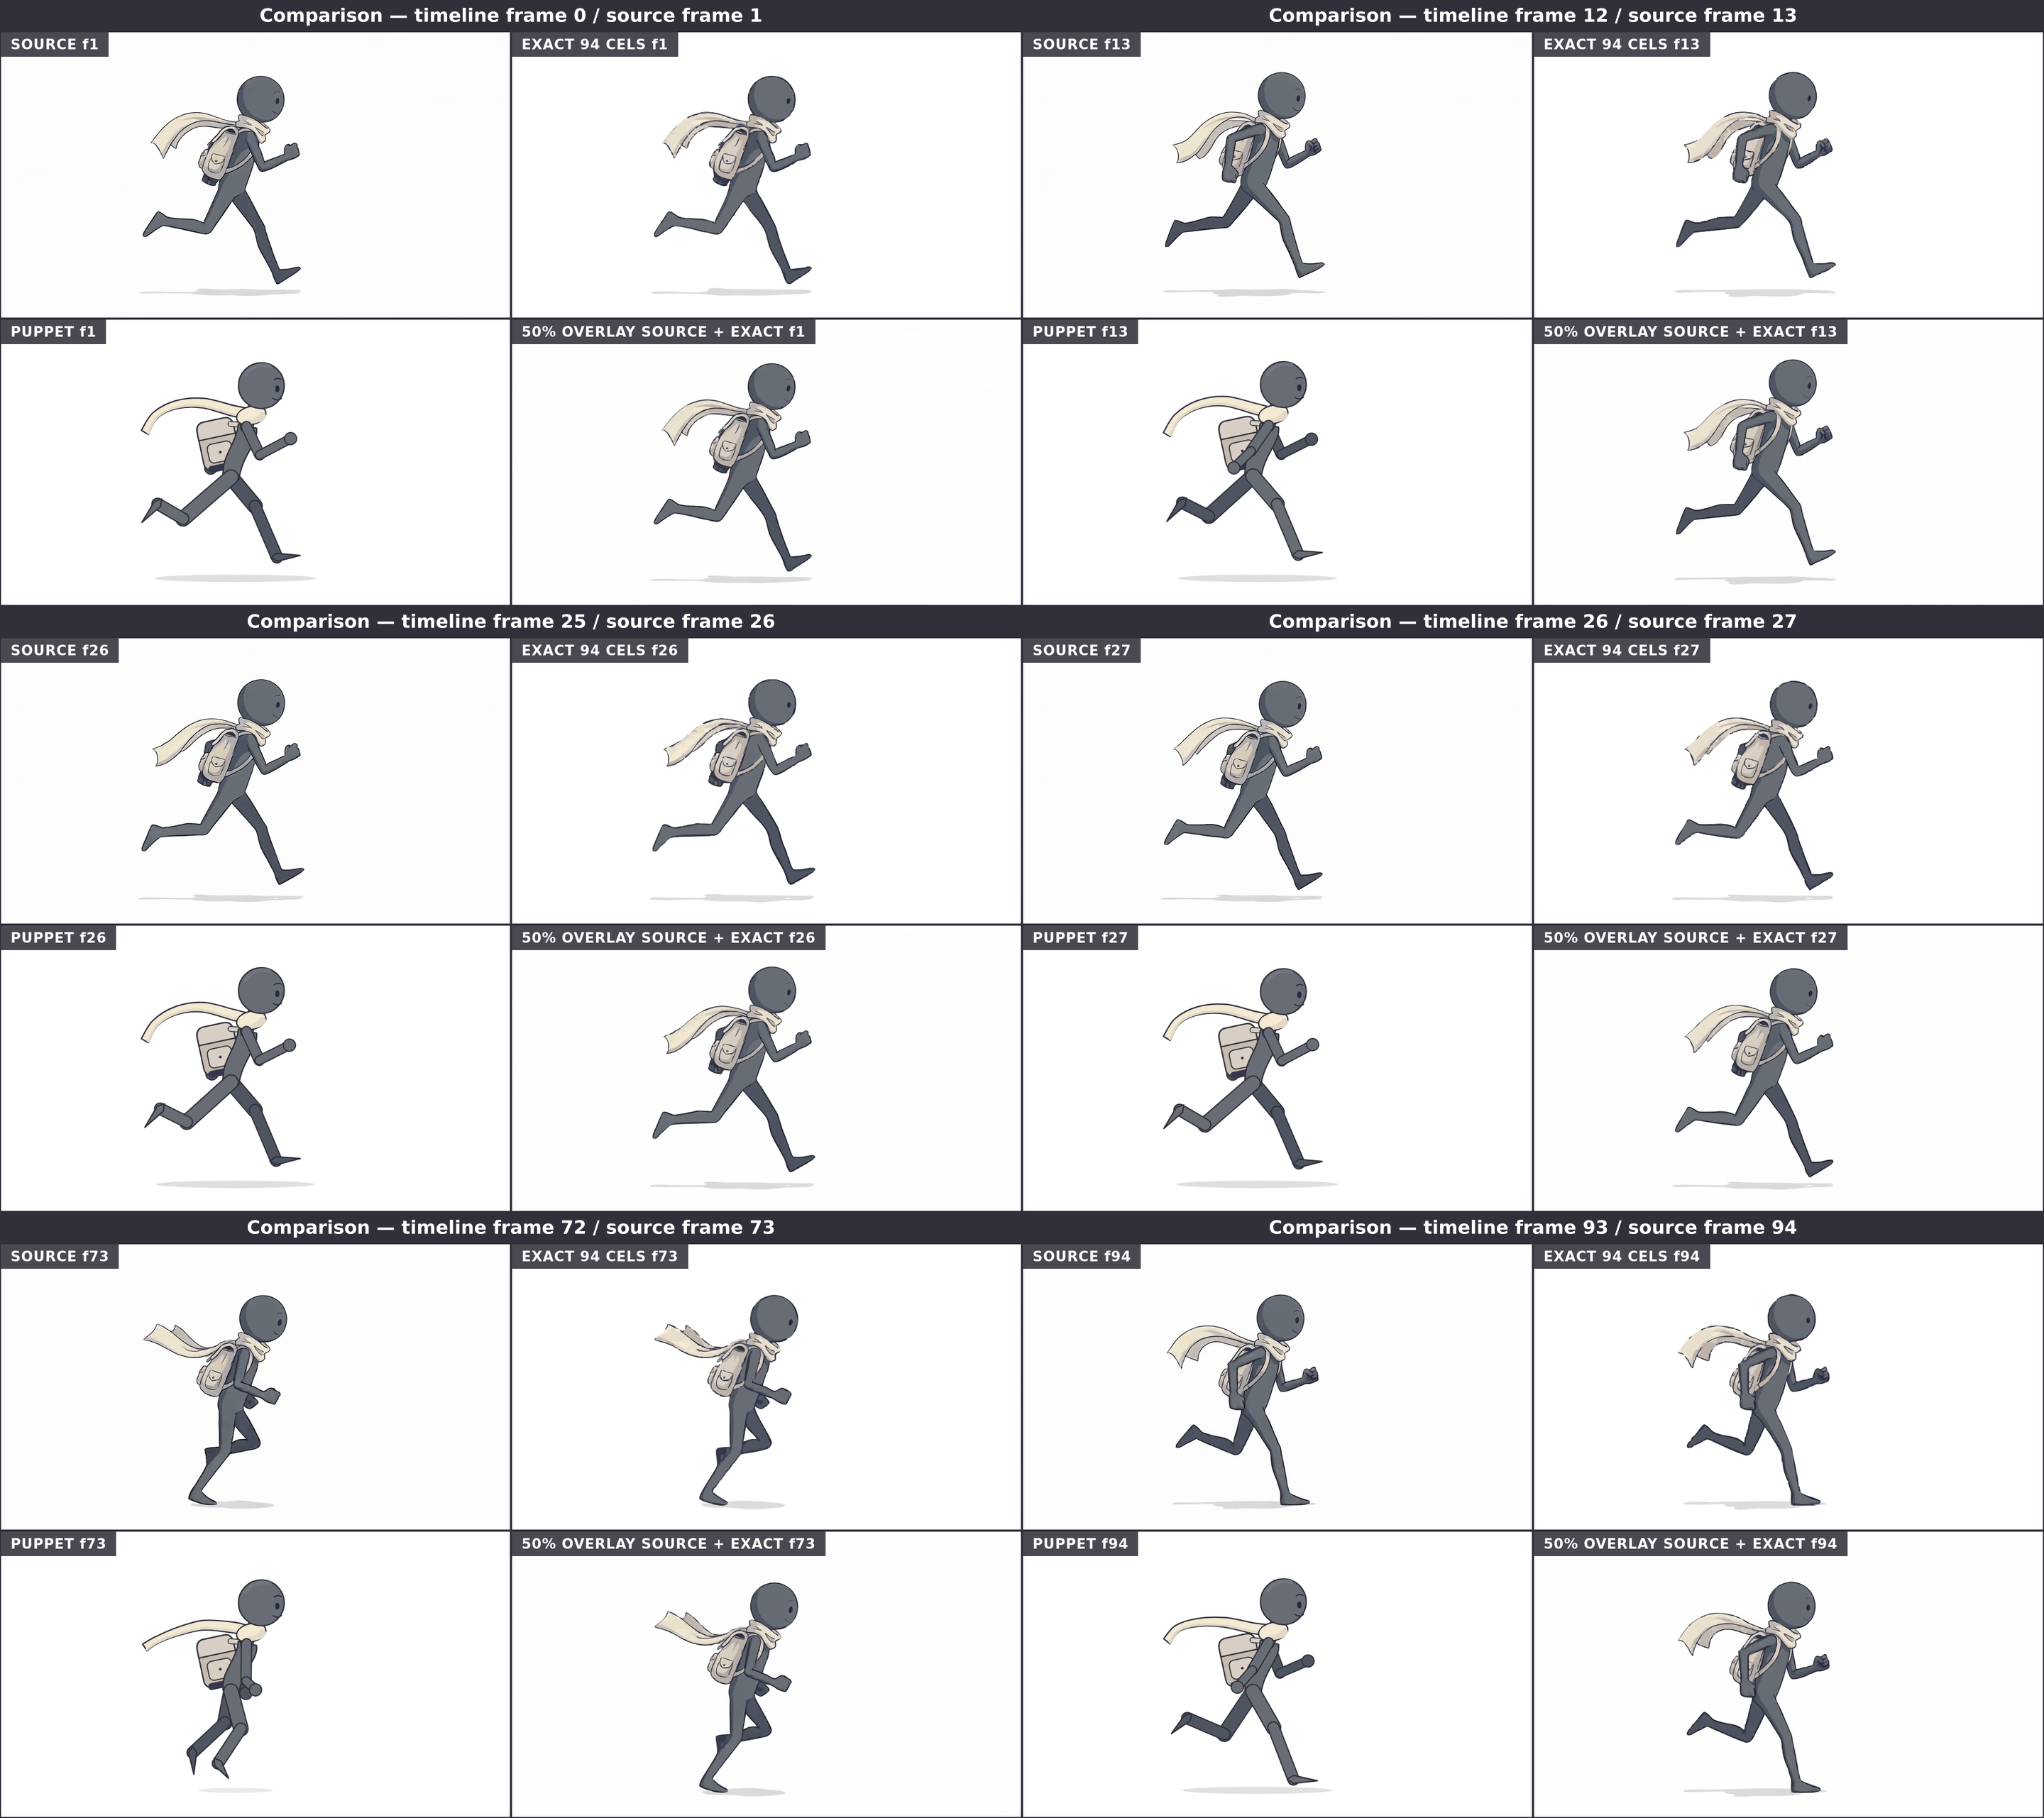 Comparison — timeline frame 0 / source frame 1
Comparison — timeline frame 12 / source frame 13
SOURCE f1
EXACT 94 CELS f1
SOURCE f13
EXACT 94 CELS f13
PUPPET f1
50% OVERLAY SOURCE + EXACT f1
PUPPET f13
50% OVERLAY SOURCE + EXACT f13
Comparison — timeline frame 25 / source frame 26
Comparison — timeline frame 26 / source frame 27
SOURCE f26
EXACT 94 CELS f26
SOURCE f27
EXACT 94 CELS f27
PUPPET f26
50% OVERLAY SOURCE + EXACT f26
PUPPET f27
50% OVERLAY SOURCE + EXACT f27
Comparison — timeline frame 72 / source frame 73
Comparison — timeline frame 93 / source frame 94
SOURCE f73
EXACT 94 CELS f73
SOURCE f94
EXACT 94 CELS f94
PUPPET f73
50% OVERLAY SOURCE + EXACT f73
PUPPET f94
50% OVERLAY SOURCE + EXACT f94